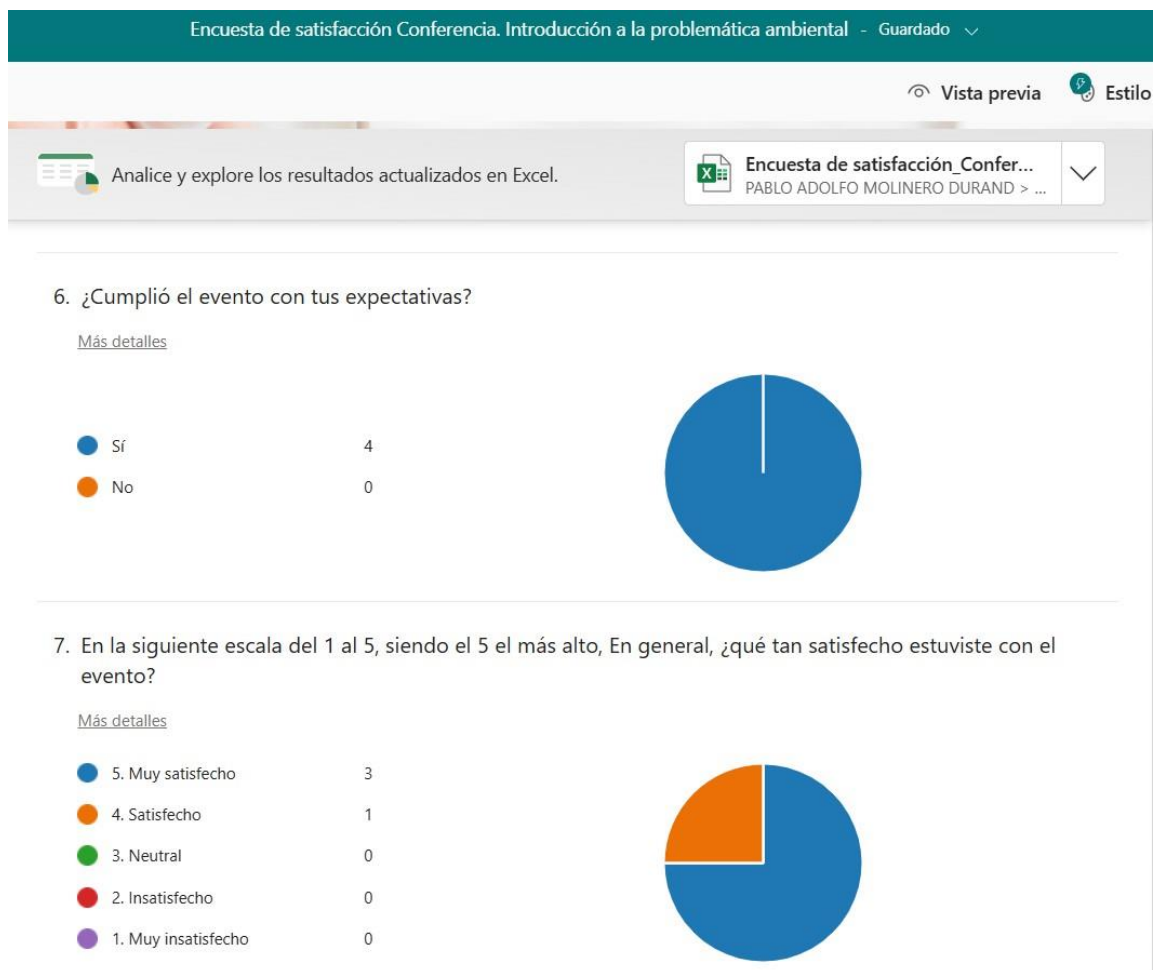 Encuesta de satisfacción Conferencia. Introducción a la problemática ambiental - Guardado
Vista previa
Estilo
Analice y explore los resultados actualizados en Excel.
Encuesta de satisfacción_Confer...
PABLO ADOLFO MOLINERO DURAND > ...
6. ¿Cumplió el evento con tus expectativas?
Más detalles
Sí 4
No 0
7. En la siguiente escala del 1 al 5, siendo el 5 el más alto, En general, ¿qué tan satisfecho estuviste con el
evento?
Más detalles
5. Muy satisfecho 3
4. Satisfecho 1
3. Neutral 0
2. Insatisfecho 0
1. Muy insatisfecho 0